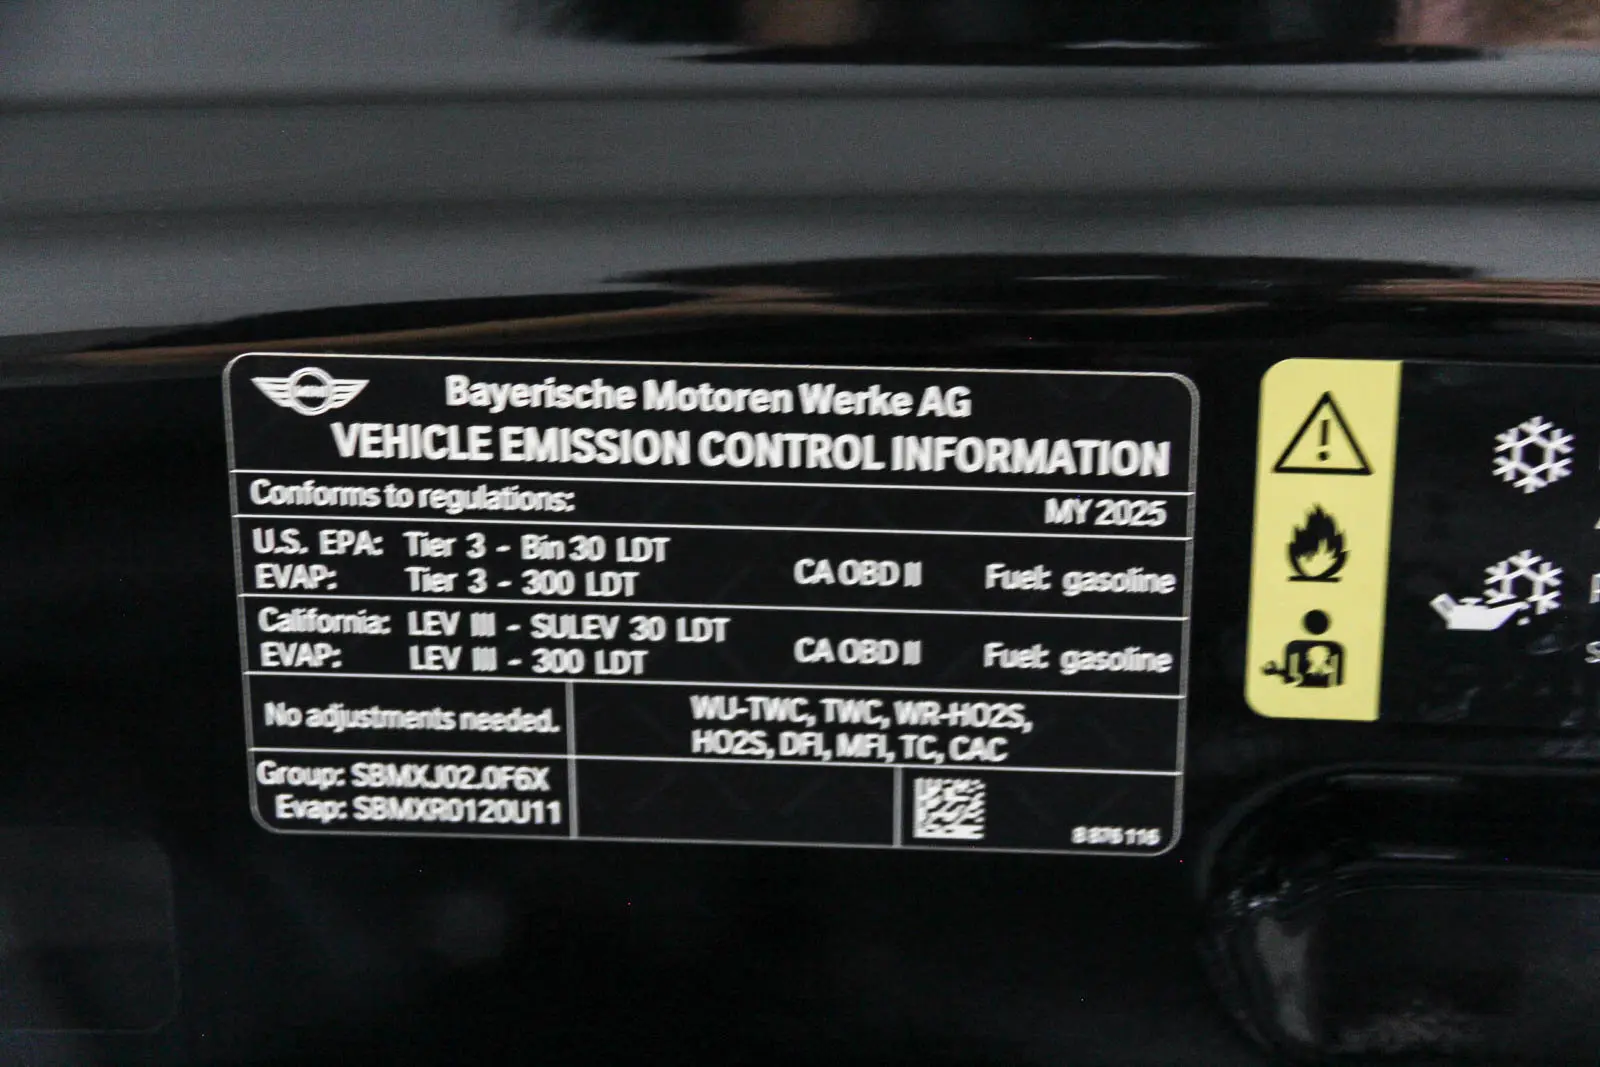 Bayerische Motoren Werke AG
VEHICLE EMISSION CONTROL INFORMATION
Conforms to regulations: MY 2025
U.S. EPA: Tier 3 - Bin 30 LDT
EVAP: Tier 3 - 300 LDT
CA OBD II Fuel: gasoline
California: LEV III - SULEV 30 LDT
EVAP: LEV III - 300 LDT
CA OBD II Fuel: gasoline
No adjustments needed.
WU-TWC, TWC, WR-HO2S,
HO2S, DFI, MFI, TC, CAC
Group: SBMXJ02.0F6X
Evap: SBMXR0120U11
8 876 116